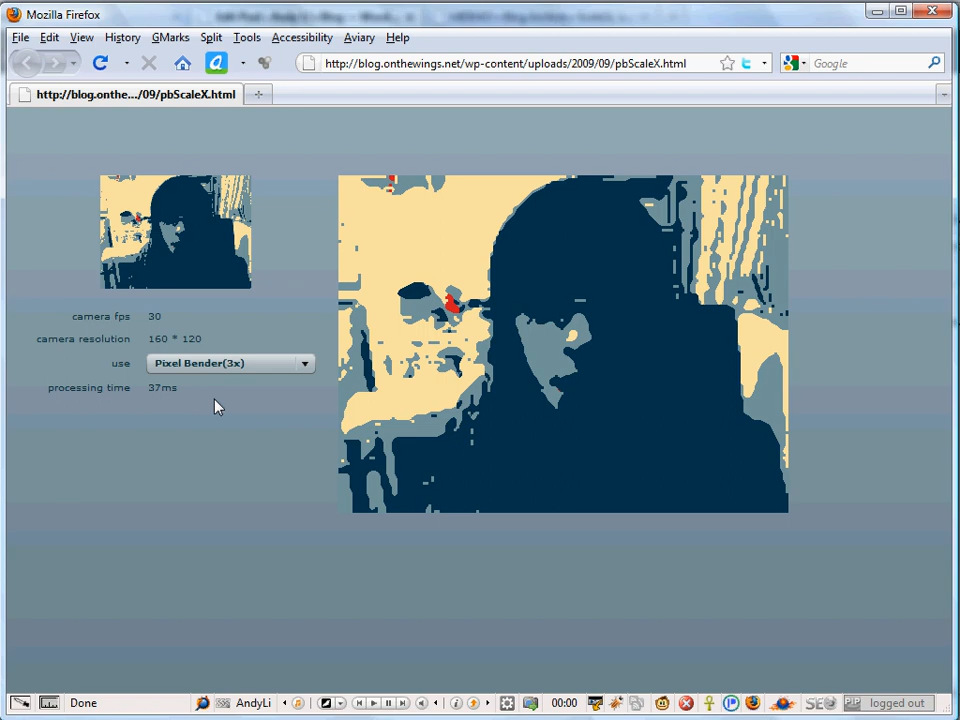 Mozilla Firefox
File Edit View History GMarks Split Tools Accessibility Aviary Help
http://blog.onthewings.net/wp-content/uploads/2009/09/pbScaleX.html
Google
http://blog.onthe.../09/pbScaleX.html
camera fps 30
camera resolution 160 * 120
use Pixel Bender(3x)
processing time 37ms
Done AndyLi 00:00 SEO PIP logged out